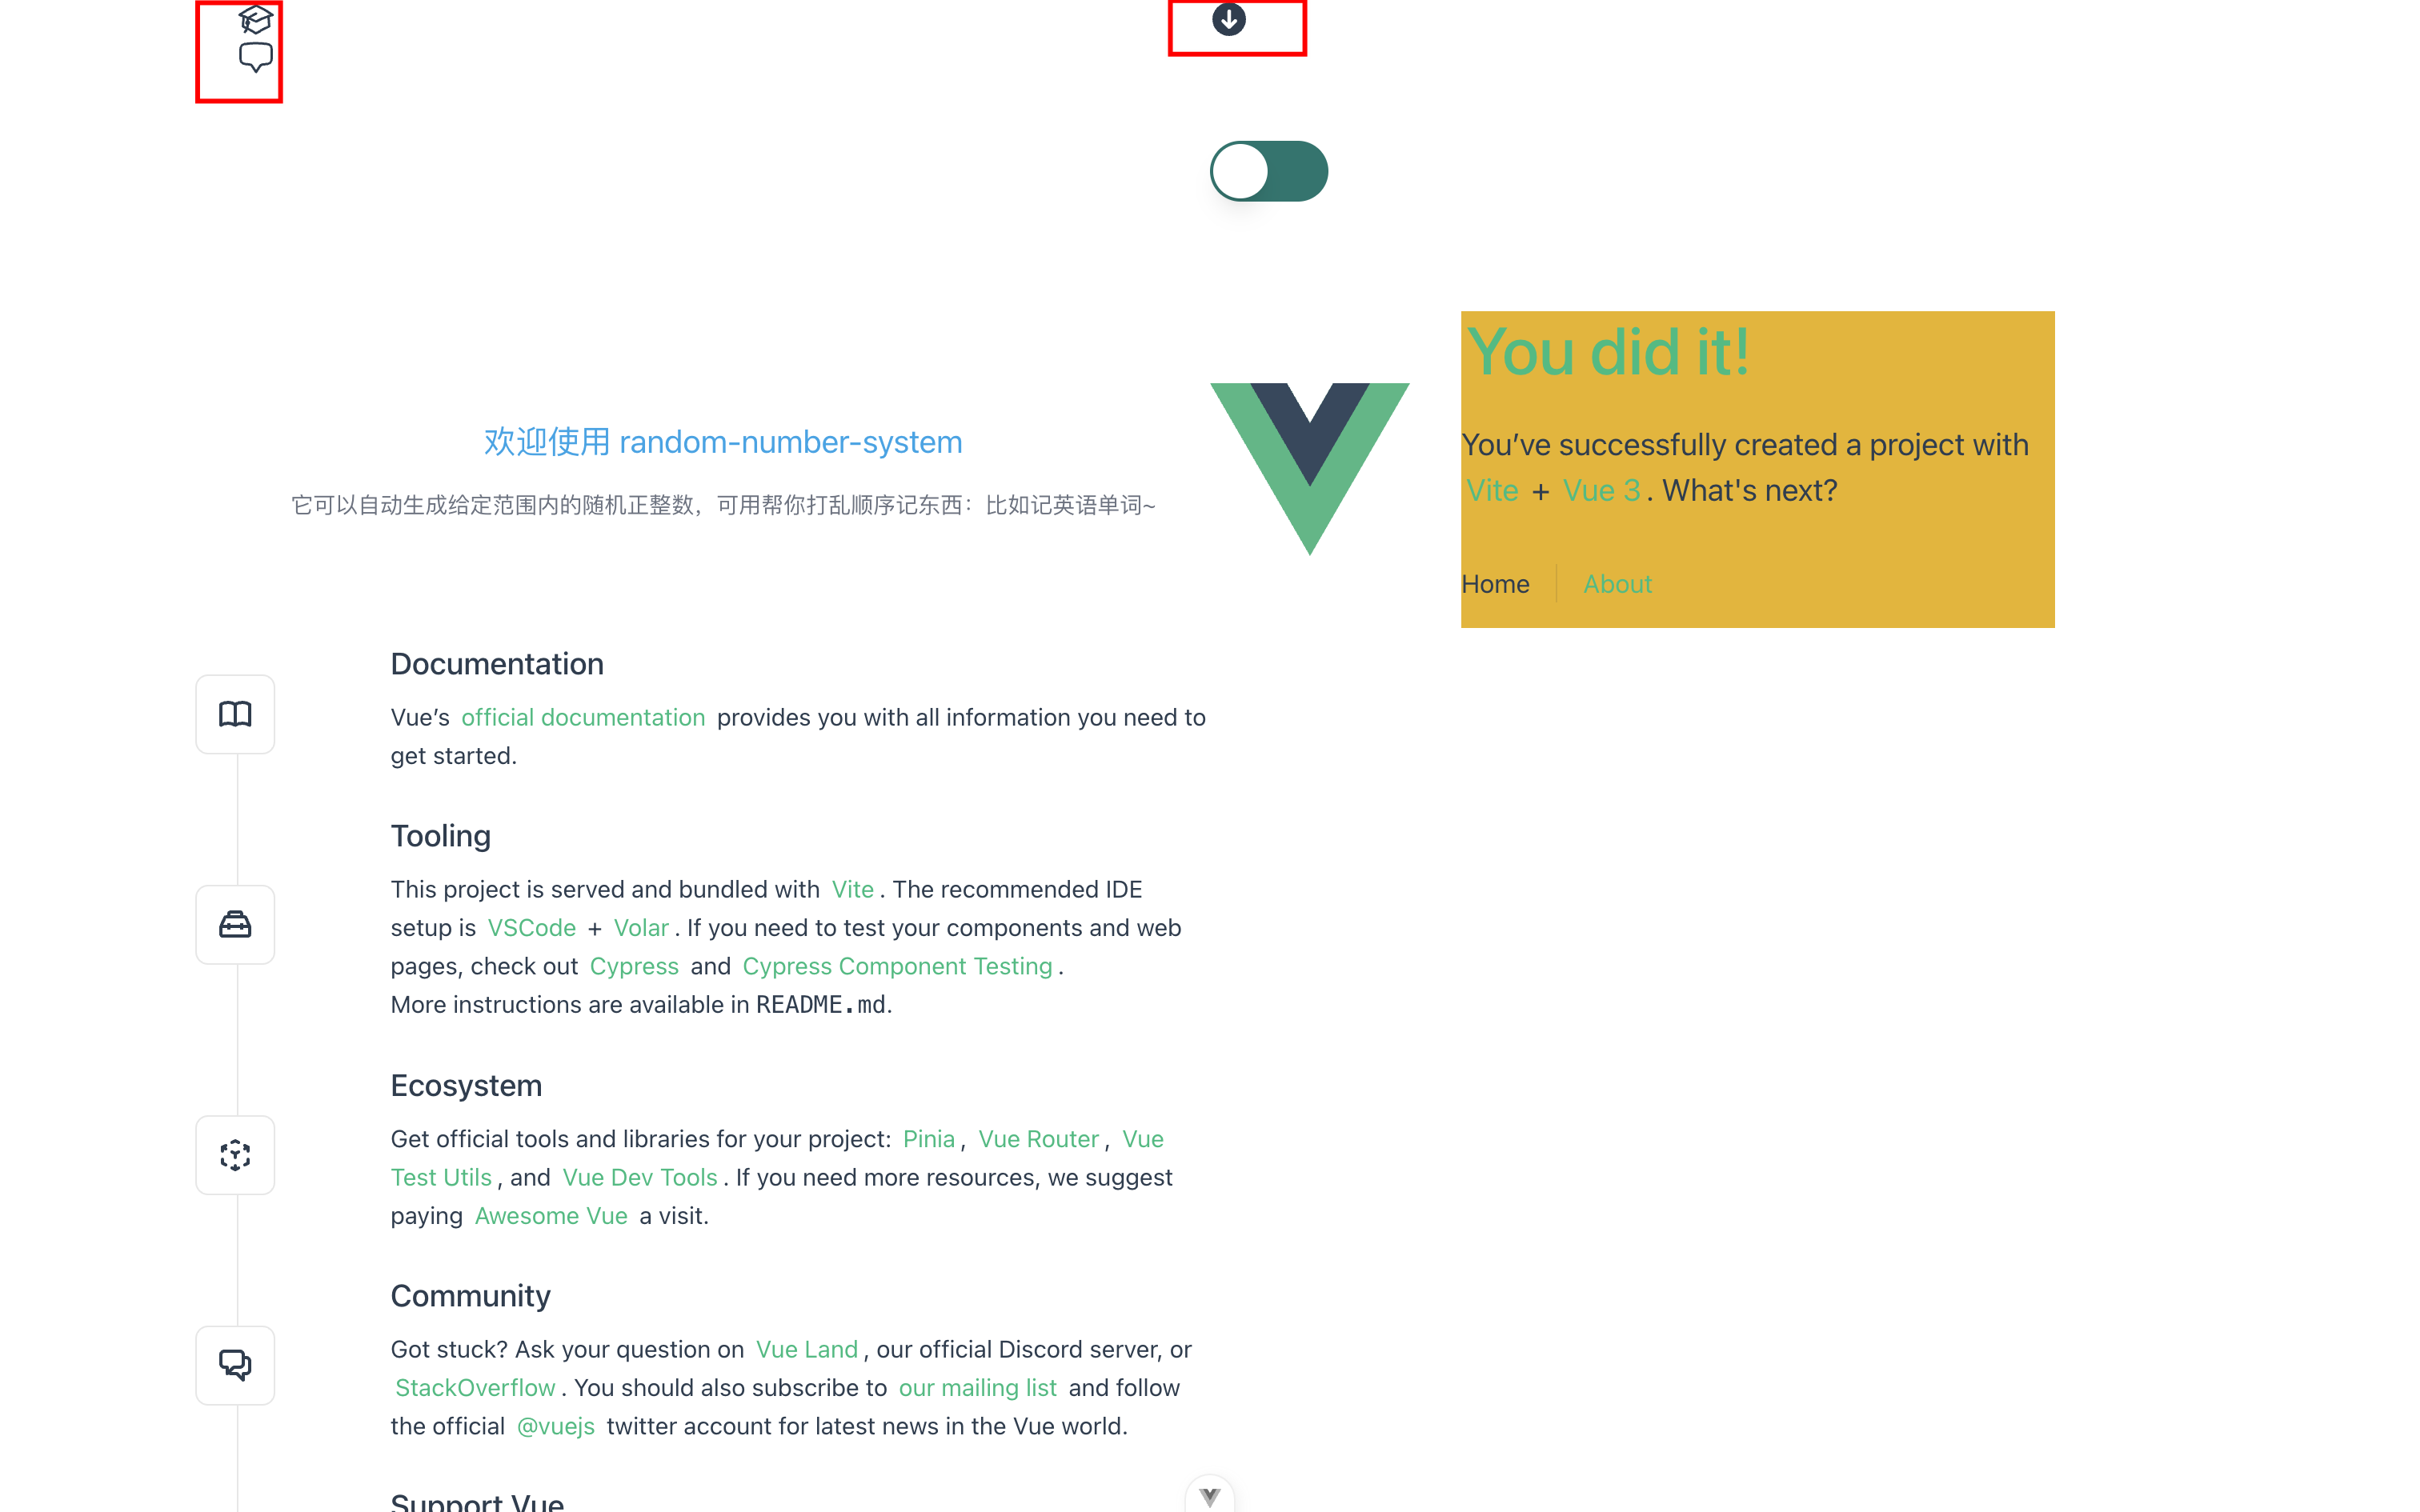 欢迎使用 random-number-system
它可以自动生成给定范围内的随机正整数，可用帮你打乱顺序记东西：比如记英语单词~
You did it!
You’ve successfully created a project with
Vite + Vue 3. What's next?
Home About
Documentation
Vue’s official documentation provides you with all information you need to
get started.
Tooling
This project is served and bundled with Vite. The recommended IDE
setup is VSCode + Volar. If you need to test your components and web
pages, check out Cypress and Cypress Component Testing.
More instructions are available in README.md.
Ecosystem
Get official tools and libraries for your project: Pinia, Vue Router, Vue
Test Utils, and Vue Dev Tools. If you need more resources, we suggest
paying Awesome Vue a visit.
Community
Got stuck? Ask your question on Vue Land, our official Discord server, or
StackOverflow. You should also subscribe to our mailing list and follow
the official @vuejs twitter account for latest news in the Vue world.
Support Vue